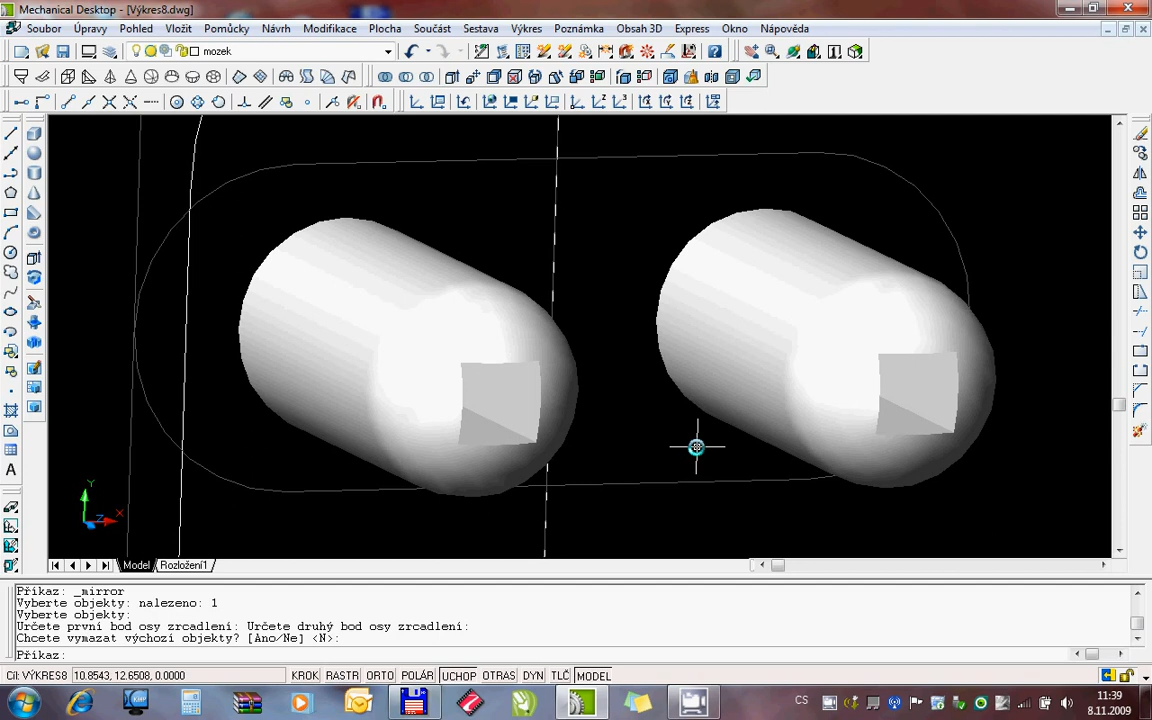 Mechanical Desktop - [Výkres8.dwg]
Soubor Úpravy Pohled Vložit Pomůcky Návrh Modifikace Plocha Součást Sestava Výkres Poznámka Obsah 3D Express Okno Nápověda
mozek
Y
X
Z
Model Rozložení1
Příkaz: _mirror
Vyberte objekty: nalezeno: 1
Vyberte objekty:
Určete první bod osy zrcadlení: Určete druhý bod osy zrcadlení:
Chcete vymazat výchozí objekty? [Ano/Ne] <N>:
Příkaz:
Cíl: VÝKRES8 10.8543, 12.6508, 0.0000 KROK RASTR ORTO POLÁR UCHOP OTRAS DYN TLČ MODEL
CS 11:39
8.11.2009